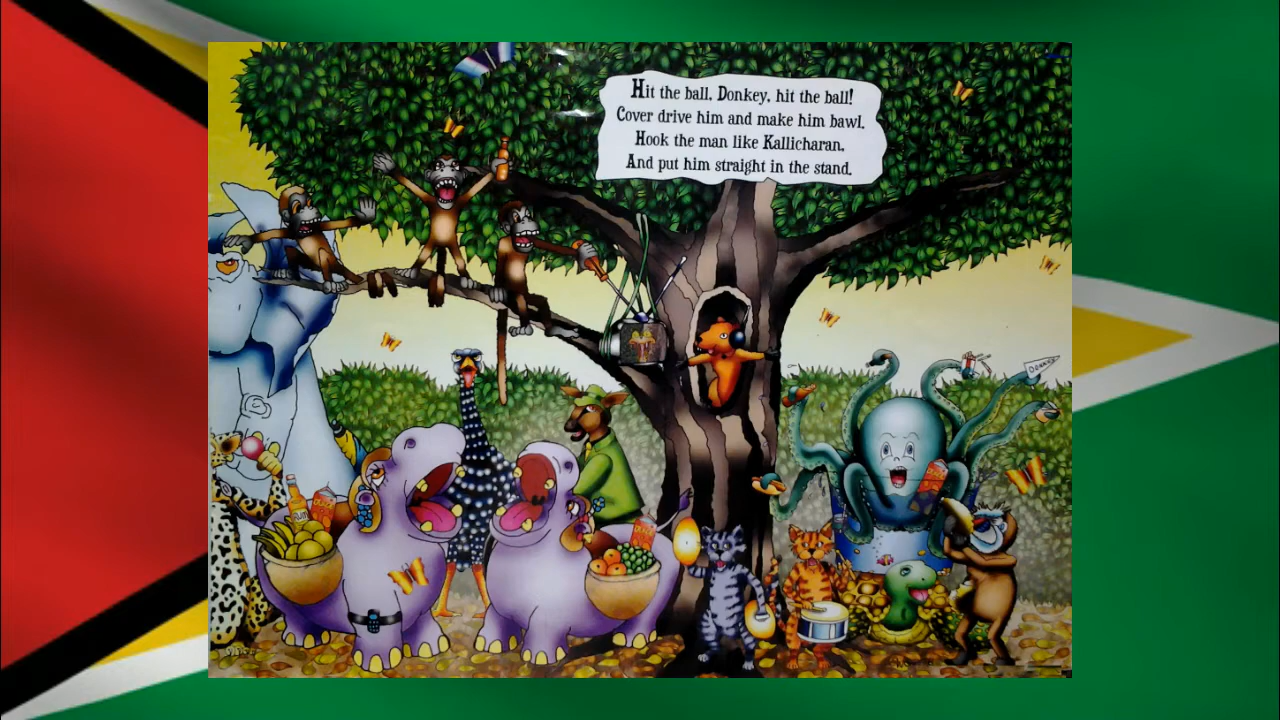 Hit the ball, Donkey, hit the ball!
Cover drive him and make him bawl.
Hook the man like Kallicharan,
And put him straight in the stand.